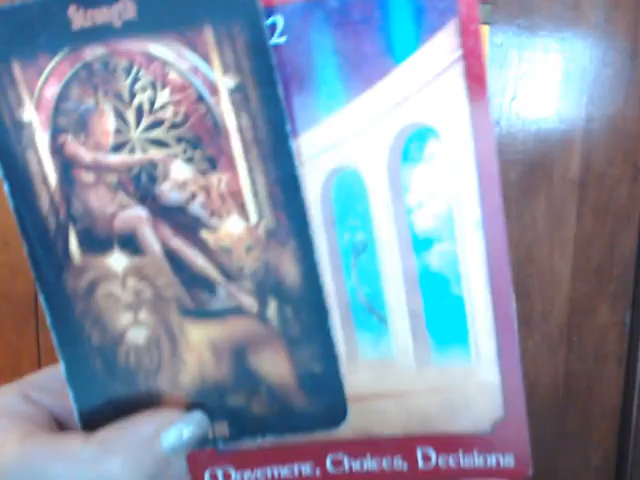 Strength
2
Movement, Choices, Decisions